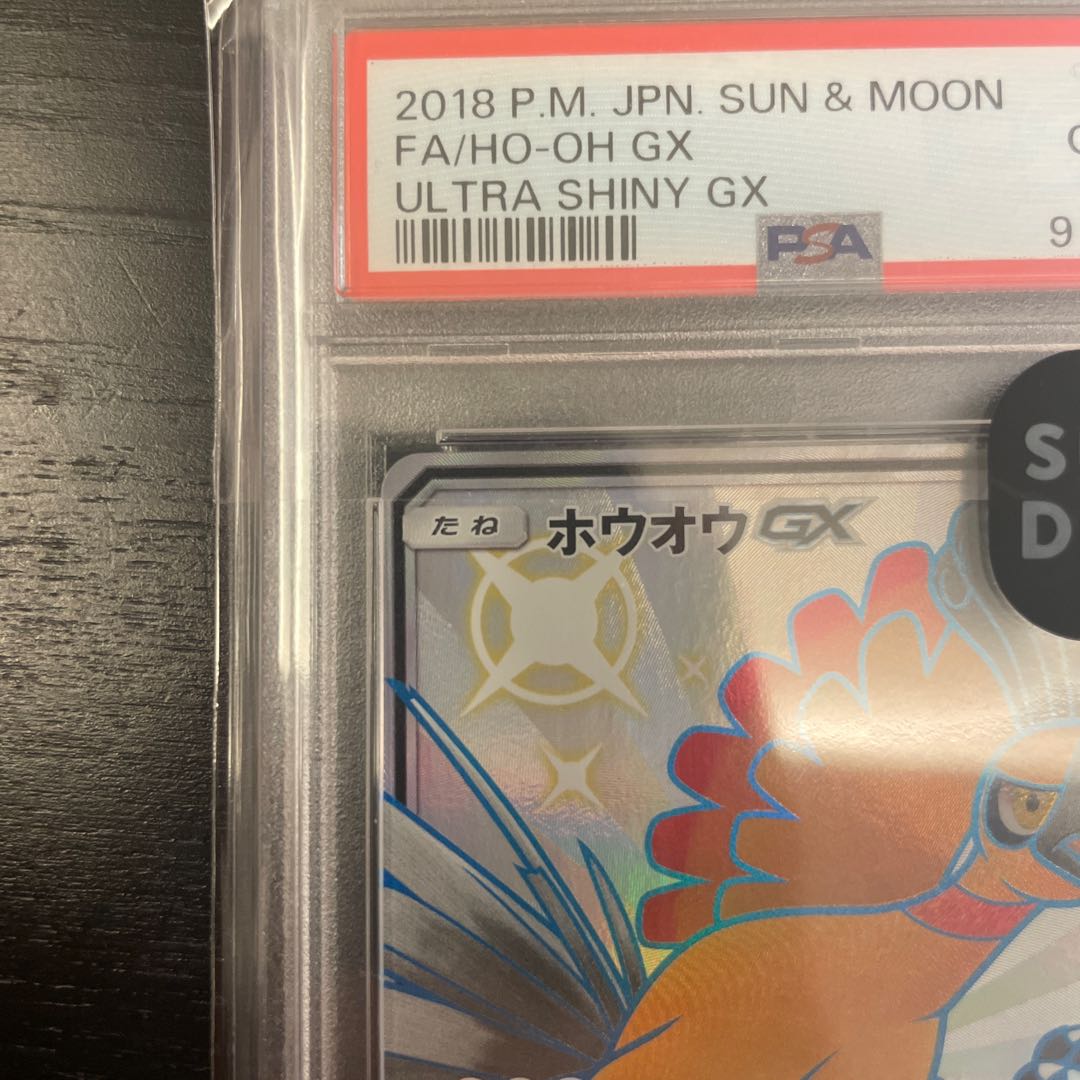 2018 P.M. JPN. SUN & MOON
FA/HO-OH GX
ULTRA SHINY GX
9
PSA
たね
ホウオウGX
S
D